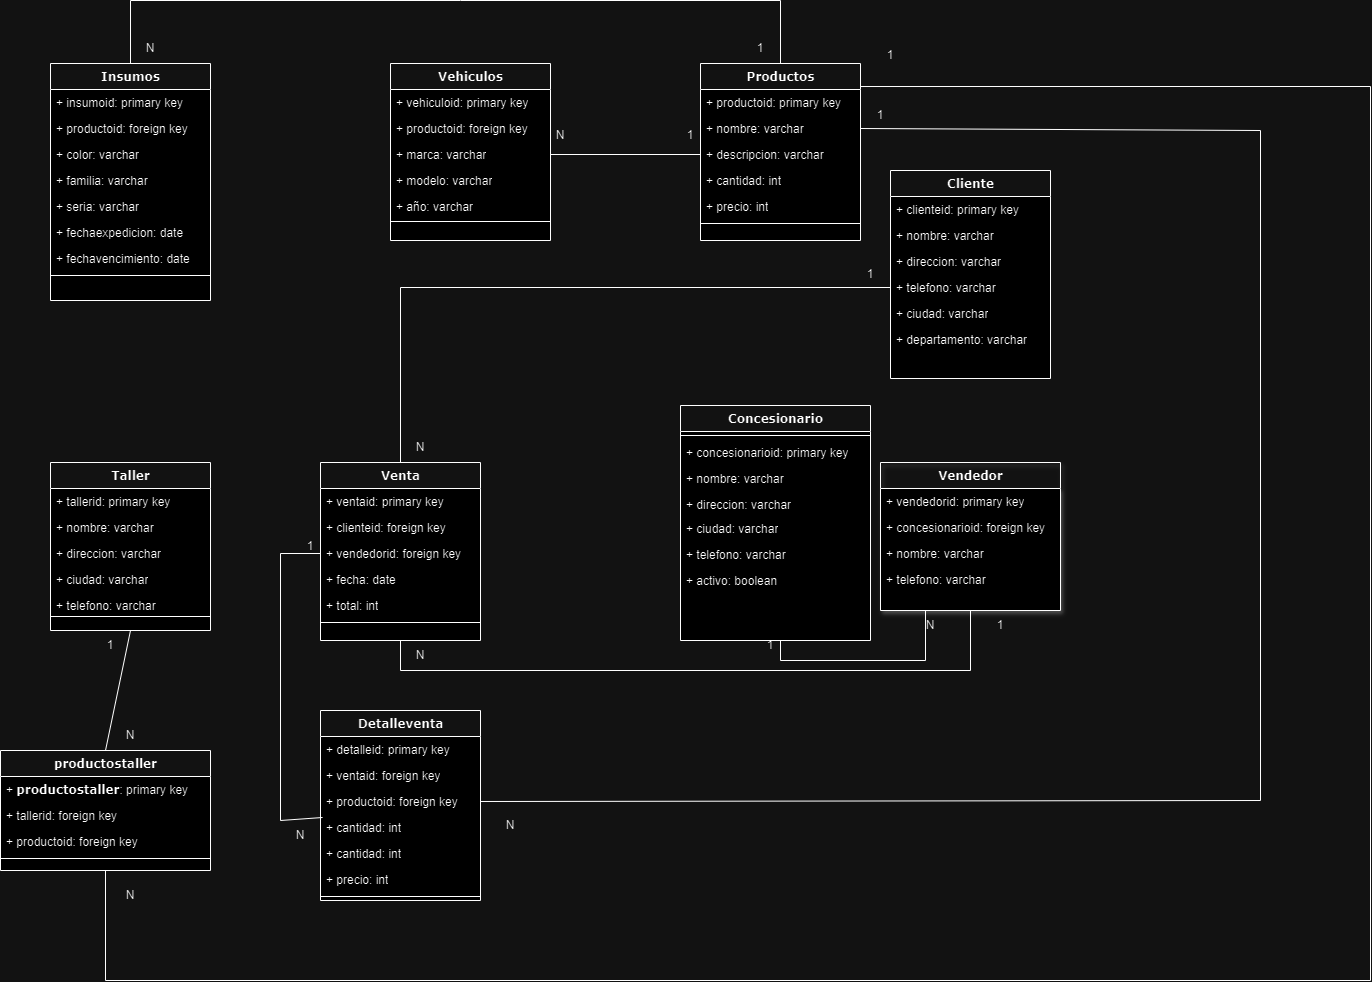 N
1
1
Insumos
+ insumoid: primary key
+ productoid: foreign key
+ color: varchar
+ familia: varchar
+ seria: varchar
+ fechaexpedicion: date
+ fechavencimiento: date
Vehiculos
+ vehiculoid: primary key
+ productoid: foreign key
+ marca: varchar
+ modelo: varchar
+ año: varchar
N
1
Productos
+ productoid: primary key
+ nombre: varchar
+ descripcion: varchar
+ cantidad: int
+ precio: int
1
Cliente
+ clienteid: primary key
+ nombre: varchar
+ direccion: varchar
+ telefono: varchar
+ ciudad: varchar
+ departamento: varchar
1
N
Taller
+ tallerid: primary key
+ nombre: varchar
+ direccion: varchar
+ ciudad: varchar
+ telefono: varchar
Venta
+ ventaid: primary key
+ clienteid: foreign key
+ vendedorid: foreign key
+ fecha: date
+ total: int
1
Concesionario
+ concesionarioid: primary key
+ nombre: varchar
+ direccion: varchar
+ ciudad: varchar
+ telefono: varchar
+ activo: boolean
Vendedor
+ vendedorid: primary key
+ concesionarioid: foreign key
+ nombre: varchar
+ telefono: varchar
N
1
1
N
1
N
productostaller
+ productostaller: primary key
+ tallerid: foreign key
+ productoid: foreign key
N
Detalleventa
+ detalleid: primary key
+ ventaid: foreign key
+ productoid: foreign key
+ cantidad: int
+ cantidad: int
+ precio: int
N
N